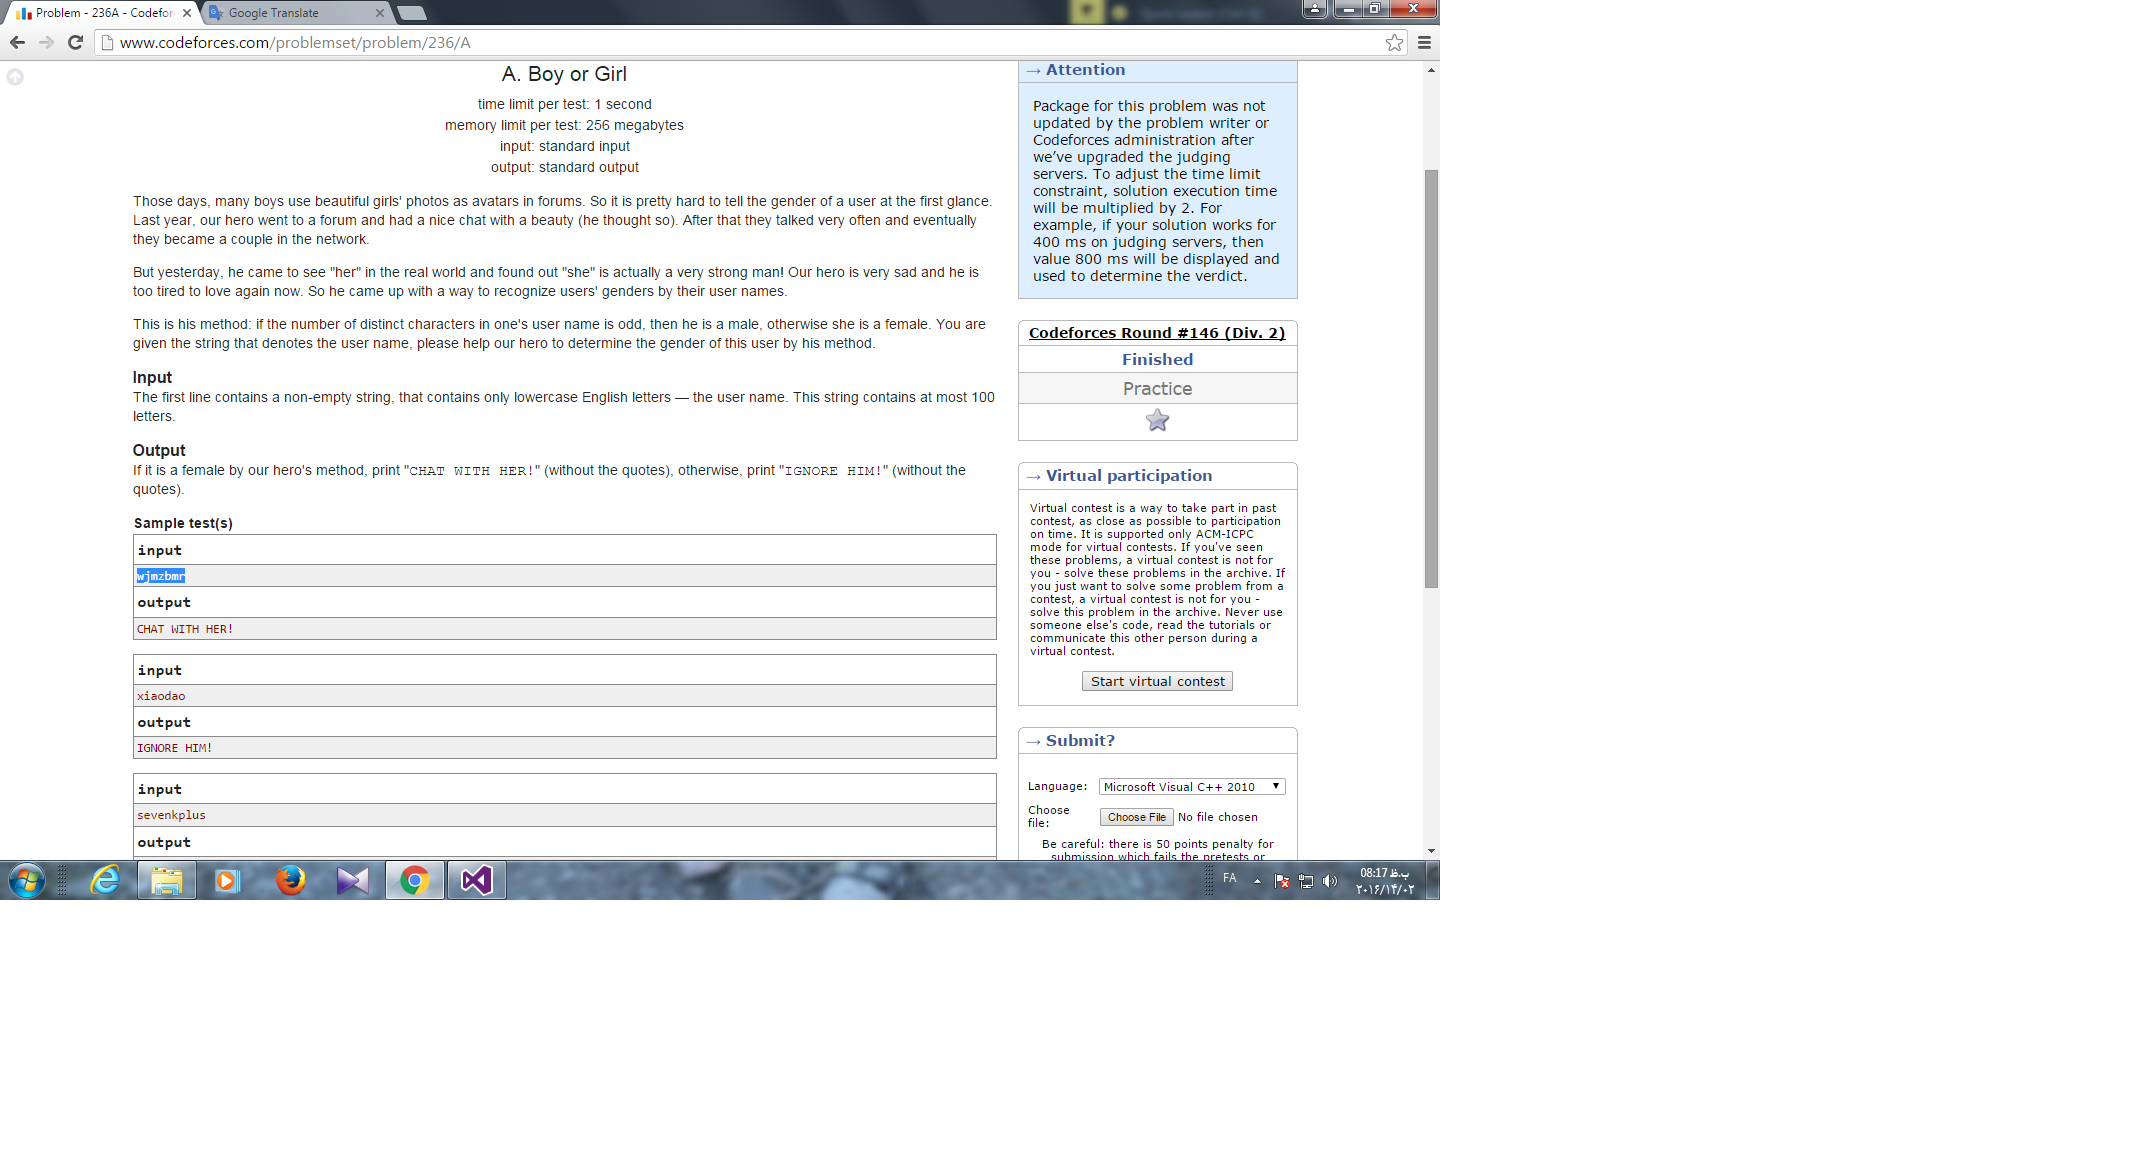 Problem - 236A - Codefor
Google Translate
www.codeforces.com/problemset/problem/236/A
A. Boy or Girl
time limit per test: 1 second
memory limit per test: 256 megabytes
input: standard input
output: standard output
Those days, many boys use beautiful girls' photos as avatars in forums. So it is pretty hard to tell the gender of a user at the first glance.
Last year, our hero went to a forum and had a nice chat with a beauty (he thought so). After that they talked very often and eventually
they became a couple in the network.
But yesterday, he came to see "her" in the real world and found out "she" is actually a very strong man! Our hero is very sad and he is
too tired to love again now. So he came up with a way to recognize users' genders by their user names.
This is his method: if the number of distinct characters in one's user name is odd, then he is a male, otherwise she is a female. You are
given the string that denotes the user name, please help our hero to determine the gender of this user by his method.
Input
The first line contains a non-empty string, that contains only lowercase English letters — the user name. This string contains at most 100
letters.
Output
If it is a female by our hero's method, print "CHAT WITH HER!" (without the quotes), otherwise, print "IGNORE HIM!" (without the
quotes).
Sample test(s)
input
wjmzbmr
output
CHAT WITH HER!
input
xiaodao
output
IGNORE HIM!
input
sevenkplus
output
→ Attention
Package for this problem was not
updated by the problem writer or
Codeforces administration after
we've upgraded the judging
servers. To adjust the time limit
constraint, solution execution time
will be multiplied by 2. For
example, if your solution works for
400 ms on judging servers, then
value 800 ms will be displayed and
used to determine the verdict.
Codeforces Round #146 (Div. 2)
Finished
Practice
→ Virtual participation
Virtual contest is a way to take part in past
contest, as close as possible to participation
on time. It is supported only ACM-ICPC
mode for virtual contests. If you've seen
these problems, a virtual contest is not for
you - solve these problems in the archive. If
you just want to solve some problem from a
contest, a virtual contest is not for you -
solve this problem in the archive. Never use
someone else's code, read the tutorials or
communicate this other person during a
virtual contest.
Start virtual contest
→ Submit?
Language: Microsoft Visual C++ 2010
Choose
file: Choose File No file chosen
Be careful: there is 50 points penalty for
submission which fails the pretests or
FA
08:17 ب.ظ
۲۰۱۶/۱۴/۰۲